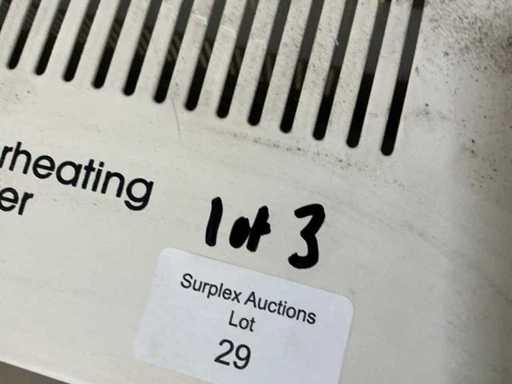 rheating
er
1 of 3
Surplex Auctions
Lot
29